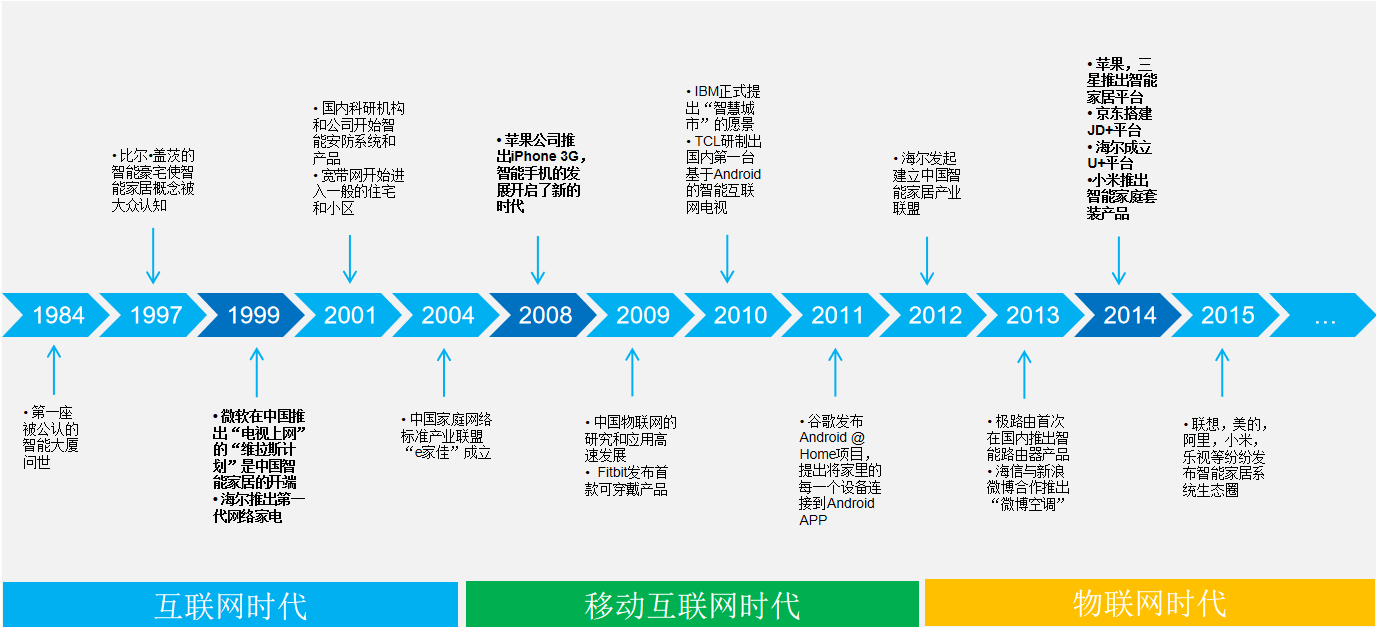 • 苹果，三
星推出智能
家居平台
• 京东搭建
JD+平台
• 海尔成立
U+平台
•小米推出
智能家庭套
装产品
• IBM正式提
出“智慧城
市”的愿景
• TCL研制出
国内第一台
基于Android
的智能互联
网电视
• 国内科研机构
和公司开始智
能安防系统和
产品
• 宽带网开始进
入一般的住宅
和小区
• 苹果公司推
出iPhone 3G，
智能手机的发
展开启了新的
时代
• 比尔•盖茨的
智能豪宅使智
能家居概念被
大众认知
• 海尔发起
建立中国智
能家居产业
联盟
1984
1997
1999
2001
2004
2008
2009
2010
2011
2012
2013
2014
2015
…
• 第一座
被公认的
智能大厦
问世
• 微软在中国推
出“电视上网”
的“维拉斯计
划”是中国智
能家居的开端
• 海尔推出第一
代网络家电
• 中国家庭网络
标准产业联盟
“e家佳”成立
• 中国物联网的
研究和应用高
速发展
• Fitbit发布首
款可穿戴产品
• 谷歌发布
Android @
Home项目，
提出将家里的
每一个设备连
接到Android
APP
• 极路由首次
在国内推出智
能路由器产品
• 海信与新浪
微博合作推出
“微博空调”
• 联想，美的，
阿里，小米，
乐视等纷纷发
布智能家居系
统生态圈
互联网时代
移动互联网时代
物联网时代